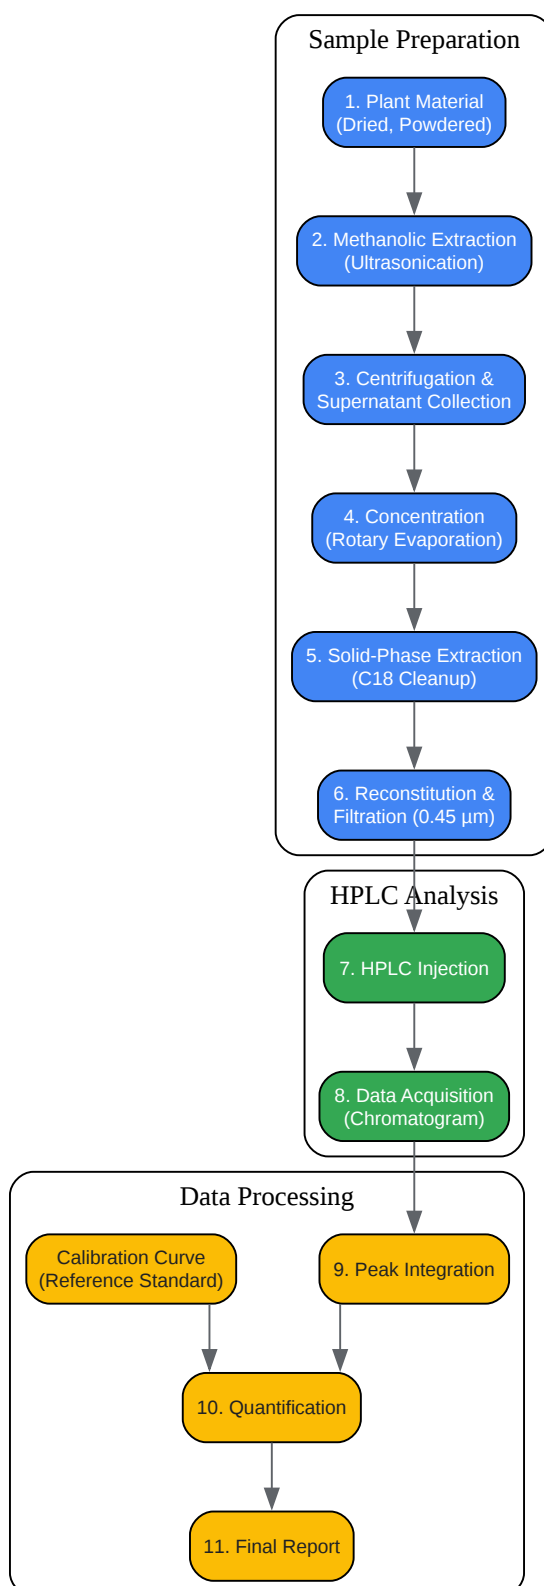 Sample Preparation
1. Plant Material
(Dried, Powdered)
2. Methanolic Extraction
(Ultrasonication)
3. Centrifugation &
Supernatant Collection
4. Concentration
(Rotary Evaporation)
5. Solid-Phase Extraction
(C18 Cleanup)
6. Reconstitution &
Filtration (0.45 µm)
HPLC Analysis
7. HPLC Injection
8. Data Acquisition
(Chromatogram)
Data Processing
Calibration Curve
(Reference Standard)
9. Peak Integration
10. Quantification
11. Final Report